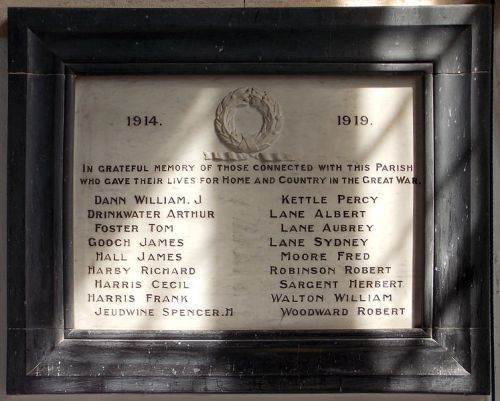 1914. 1919.
IN GRATEFUL MEMORY OF THOSE CONNECTED WITH THIS PARISH
WHO GAVE THEIR LIVES FOR HOME AND COUNTRY IN THE GREAT WAR.
DANN WILLIAM. J
DRINKWATER ARTHUR
FOSTER TOM
GOOCH JAMES
HALL JAMES
HARBY RICHARD
HARRIS CECIL
HARRIS FRANK
JEUDWINE SPENCER. M
KETTLE PERCY
LANE ALBERT
LANE AUBREY
LANE SYDNEY
MOORE FRED
ROBINSON ROBERT
SARGENT HERBERT
WALTON WILLIAM
WOODWARD ROBERT